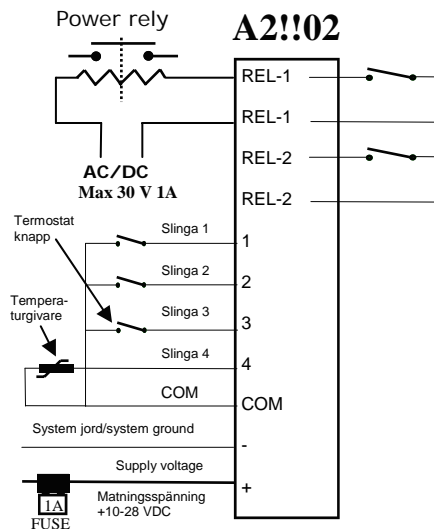 Power rely
A2!!02
REL-1
REL-1
AC/DC
REL-2
Max 30 V 1A
REL-2
Termostat
knapp
Slinga 1
1
Slinga 2
2
Tempera-
turgivare
Slinga 3
3
Slinga 4
4
COM
COM
System jord/system ground
-
Supply voltage
+
1A
Matningsspänning
+10-28 VDC
FUSE